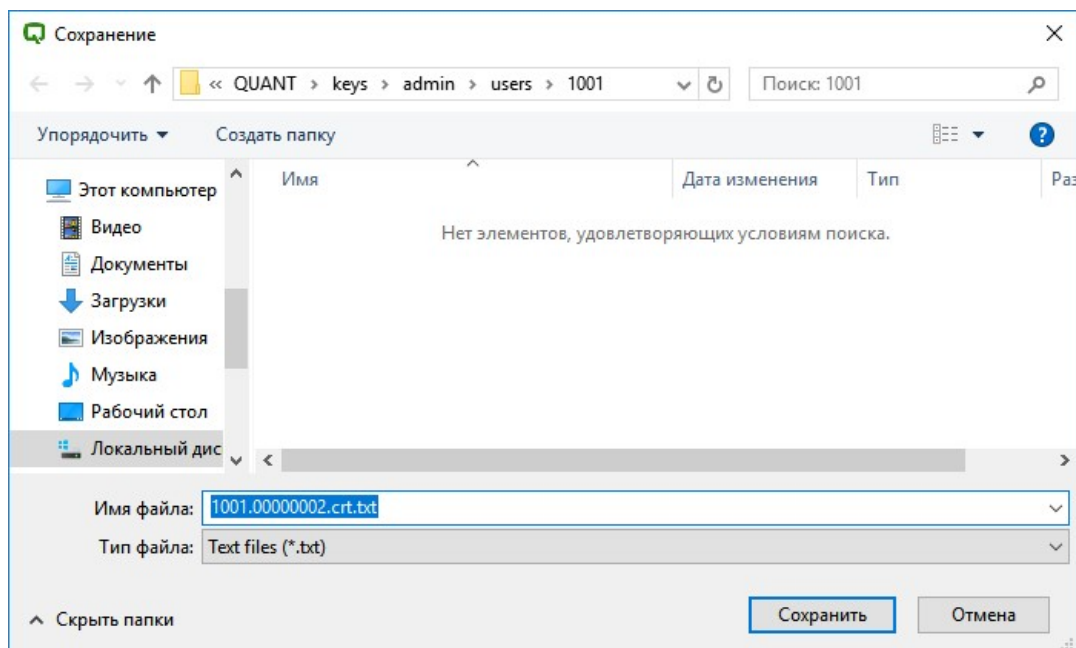 Сохранение
« QUANT › keys › admin › users › 1001
Поиск: 1001
Упорядочить
Создать папку
Имя
Дата изменения
Тип
Раз
Этот компьютер
Видео
Документы
Загрузки
Изображения
Музыка
Рабочий стол
Локальный дис
Нет элементов, удовлетворяющих условиям поиска.
Имя файла: 1001.00000002.crt.txt
Тип файла: Text files (*.txt)
Скрыть папки
Сохранить
Отмена